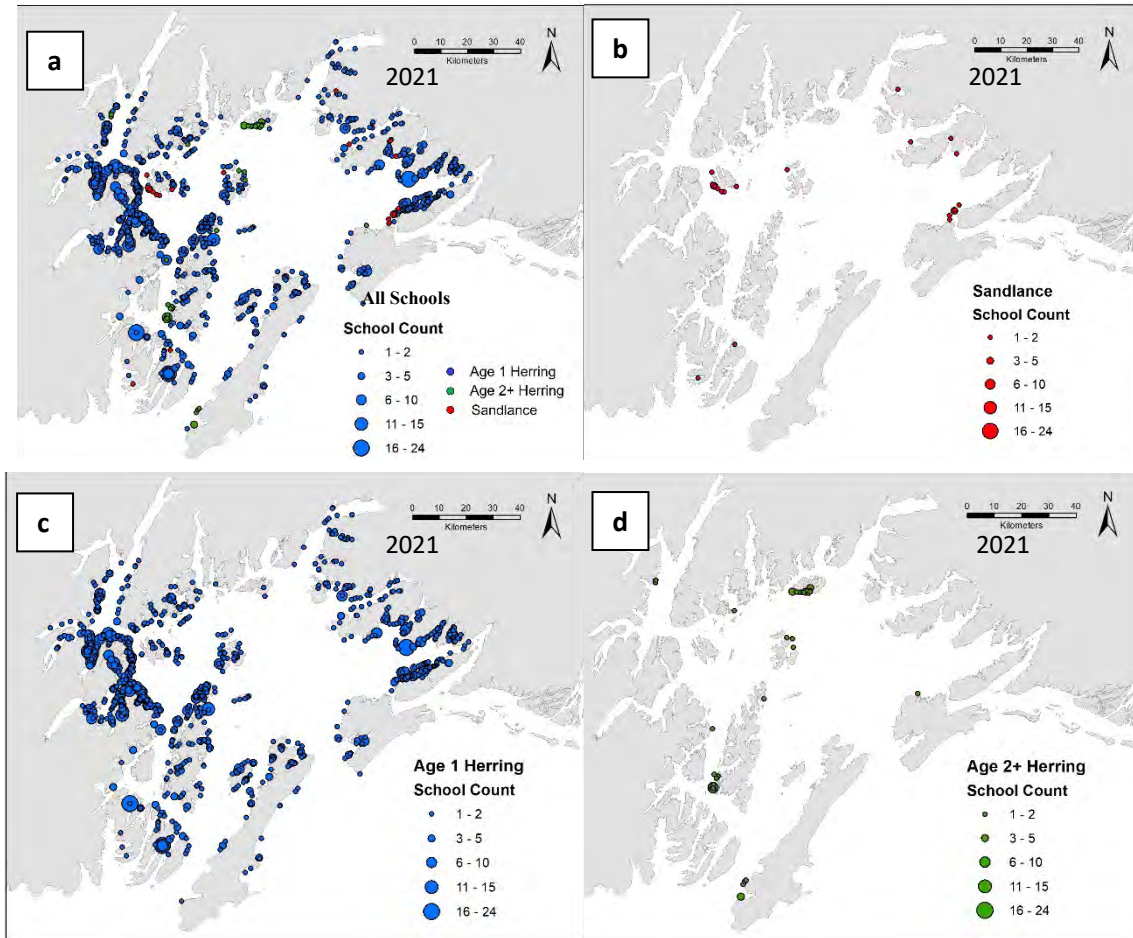 a
N
0 10 20 30 40
Kilometers
2021
All Schools
School Count
1 - 2
3 - 5
6 - 10
11 - 15
16 - 24
Age 1 Herring
Age 2+ Herring
Sandlance
b
N
0 10 20 30 40
Kilometers
2021
Sandlance
School Count
1 - 2
3 - 5
6 - 10
11 - 15
16 - 24
c
N
0 10 20 30 40
Kilometers
2021
Age 1 Herring
School Count
1 - 2
3 - 5
6 - 10
11 - 15
16 - 24
d
N
0 10 20 30 40
Kilometers
2021
Age 2+ Herring
School Count
1 - 2
3 - 5
6 - 10
11 - 15
16 - 24